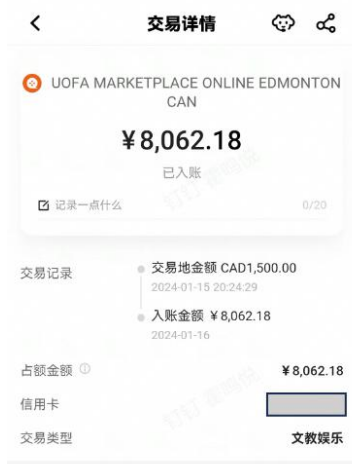 交易详情
UOFA MARKETPLACE ONLINE EDMONTON
CAN
¥8,062.18
已入账
记录一点什么 0/20
交易记录 交易地金额 CAD1,500.00
2024-01-15 20:24:29
入账金额 ¥8,062.18
2024-01-16
占额金额 ¥8,062.18
信用卡
交易类型 文教娱乐